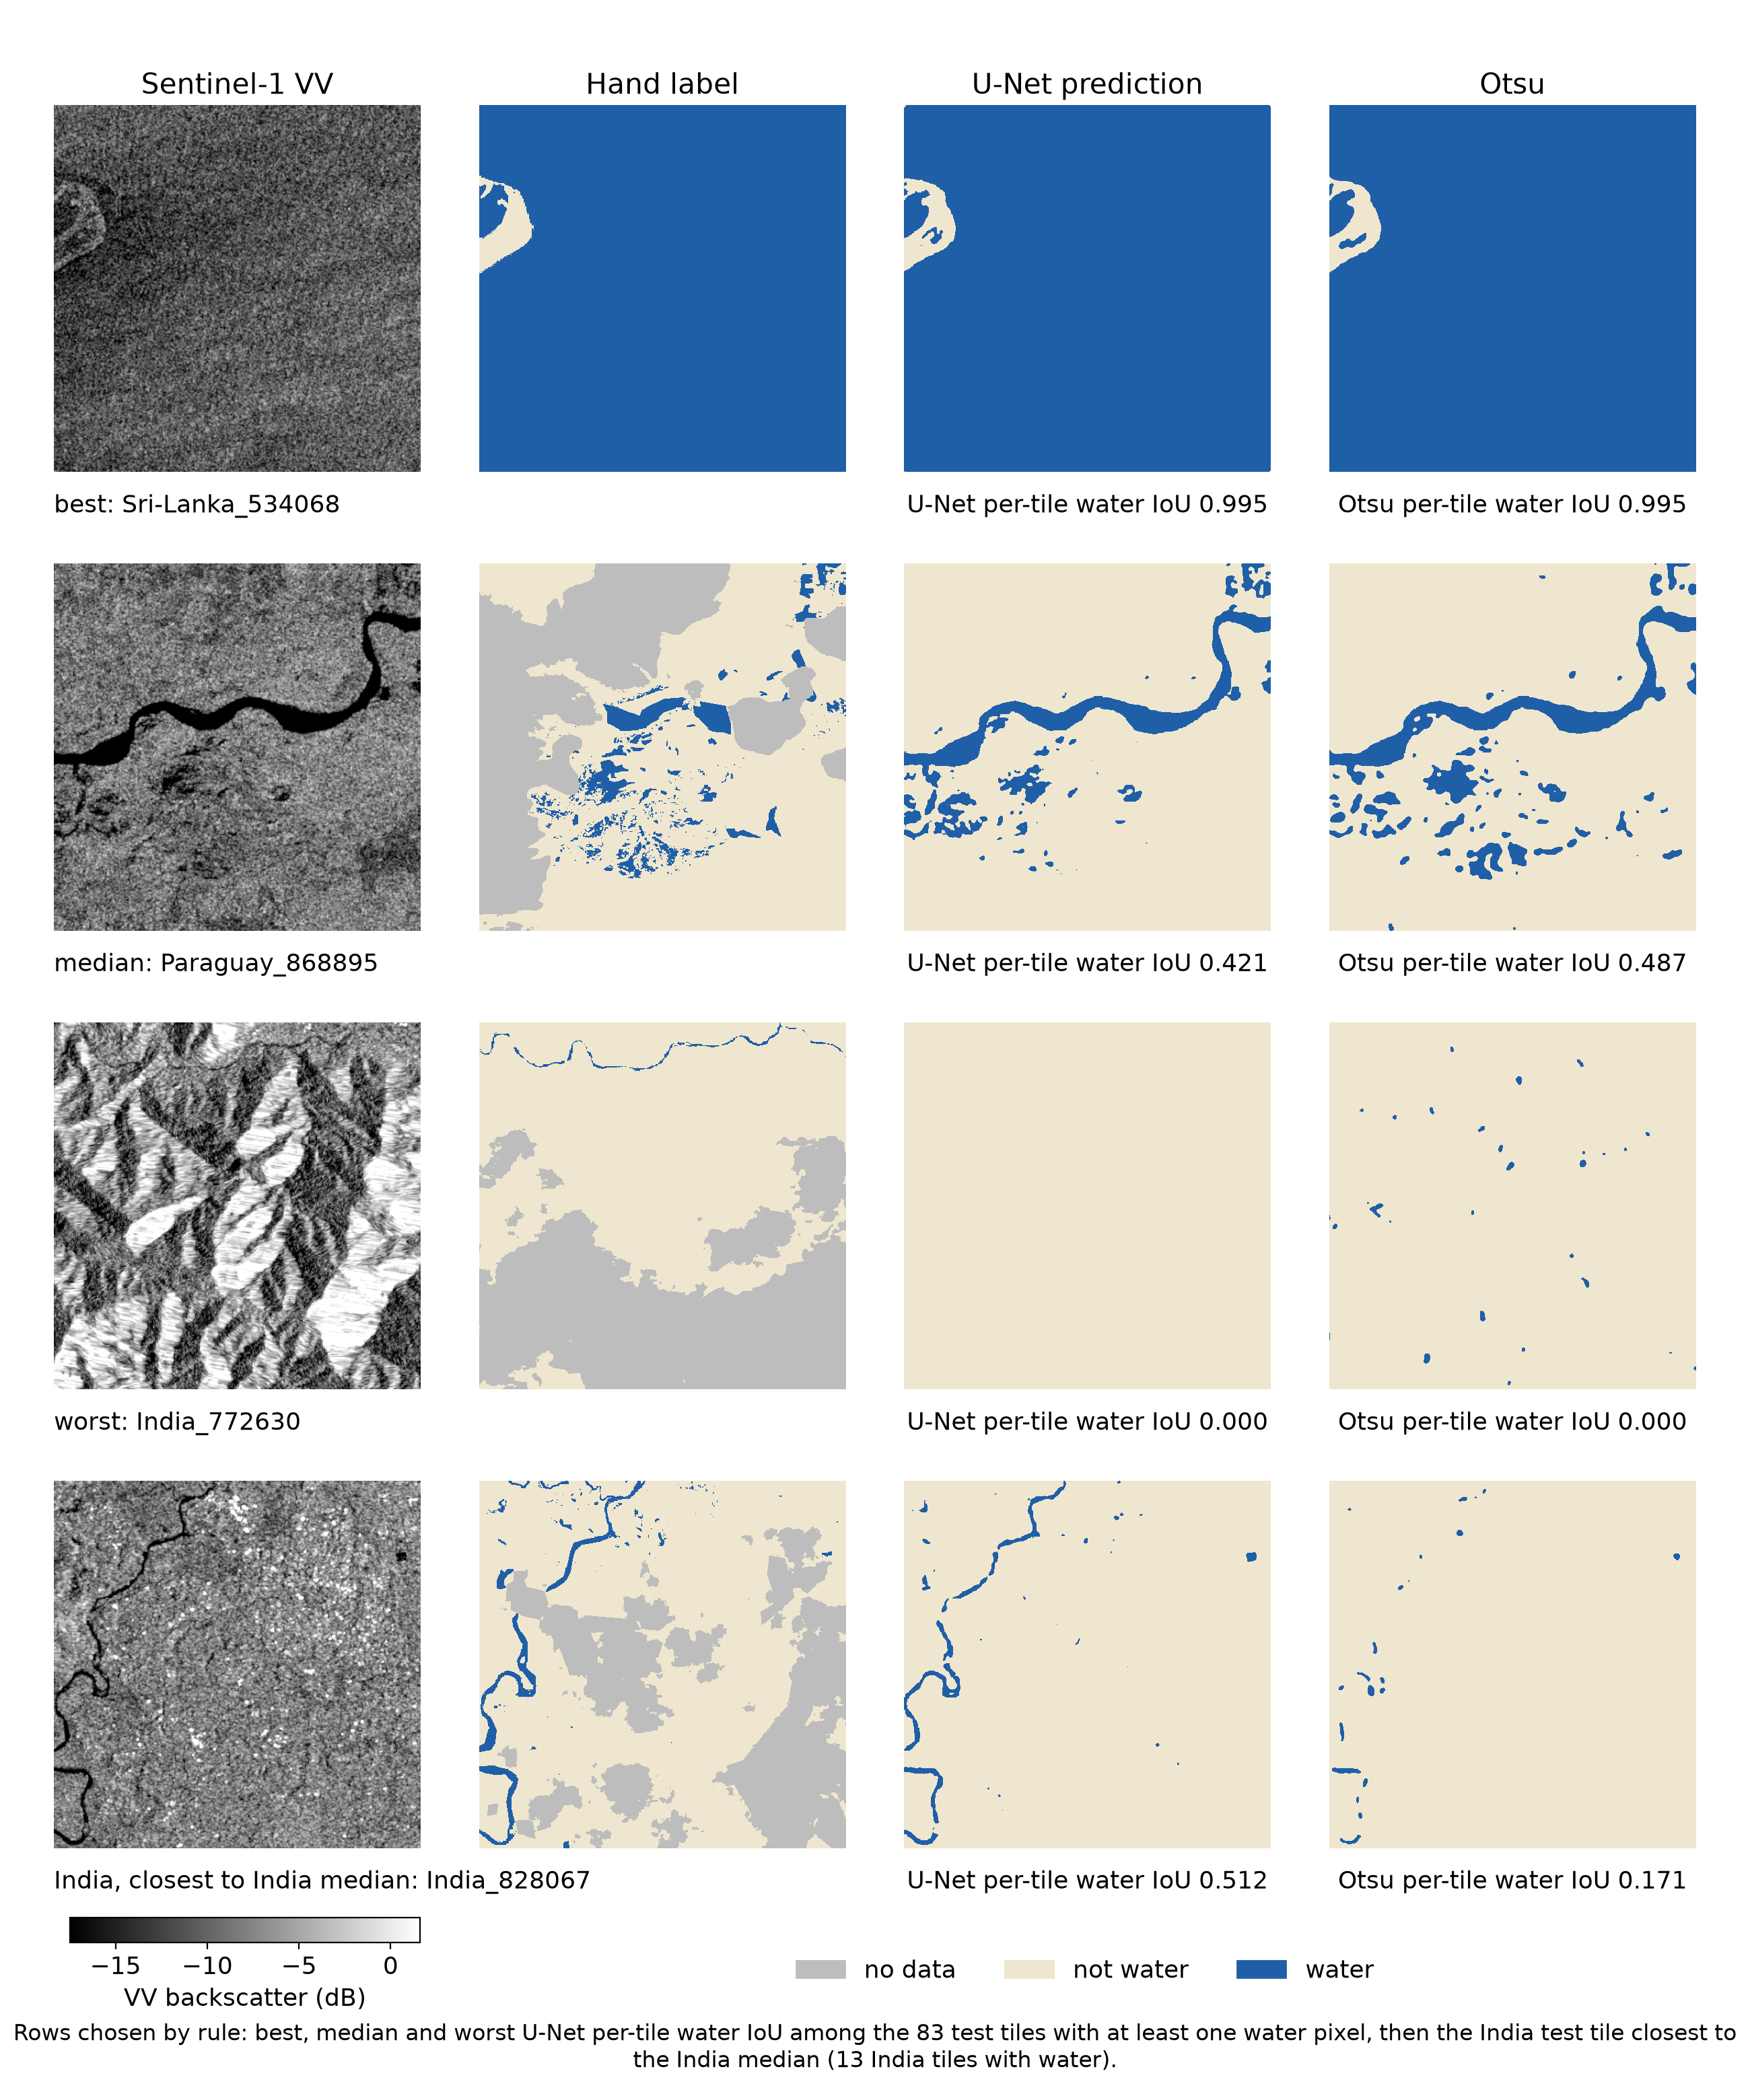 Sentinel-1 VV
Hand label
U-Net prediction
Otsu
best: Sri-Lanka_534068
U-Net per-tile water IoU 0.995
Otsu per-tile water IoU 0.995
median: Paraguay_868895
U-Net per-tile water IoU 0.421
Otsu per-tile water IoU 0.487
worst: India_772630
U-Net per-tile water IoU 0.000
Otsu per-tile water IoU 0.000
India, closest to India median: India_828067
U-Net per-tile water IoU 0.512
Otsu per-tile water IoU 0.171
−15 −10 −5 0
VV backscatter (dB)
no data
not water
water
Rows chosen by rule: best, median and worst U-Net per-tile water IoU among the 83 test tiles with at least one water pixel, then the India test tile closest to
the India median (13 India tiles with water).